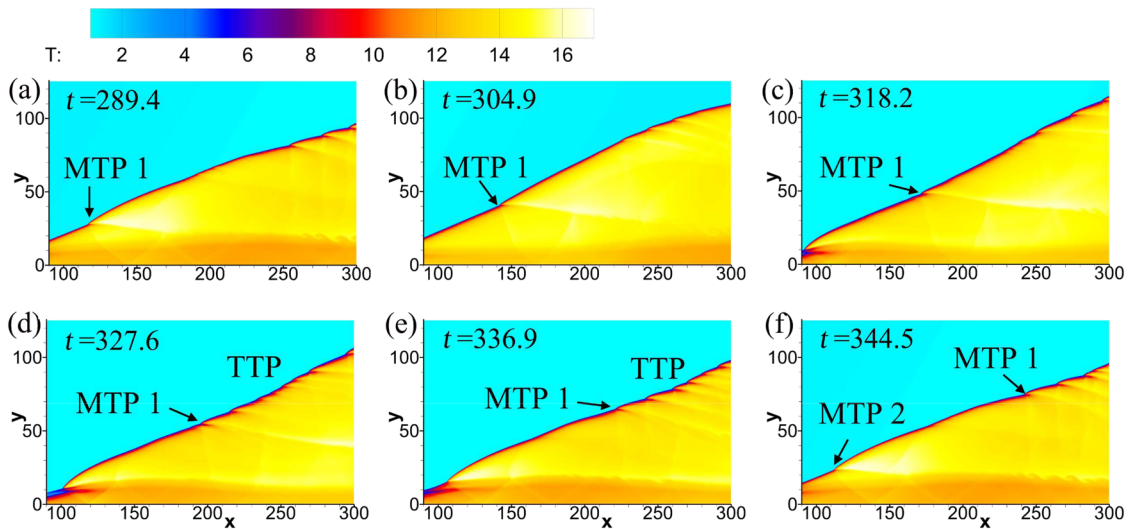 T: 2 4 6 8 10 12 14 16
(a) t=289.4
MTP 1
y
0 50 100
100 150 200 250 300
(b) t=304.9
MTP 1
y
0 50 100
100 150 200 250 300
(c) t=318.2
MTP 1
y
0 50 100
100 150 200 250 300
(d) t=327.6
TTP
MTP 1
y
0 50 100
100 150 200 250 300
x
(e) t=336.9
TTP
MTP 1
y
0 50 100
100 150 200 250 300
x
(f) t=344.5
MTP 1
MTP 2
y
0 50 100
100 150 200 250 300
x